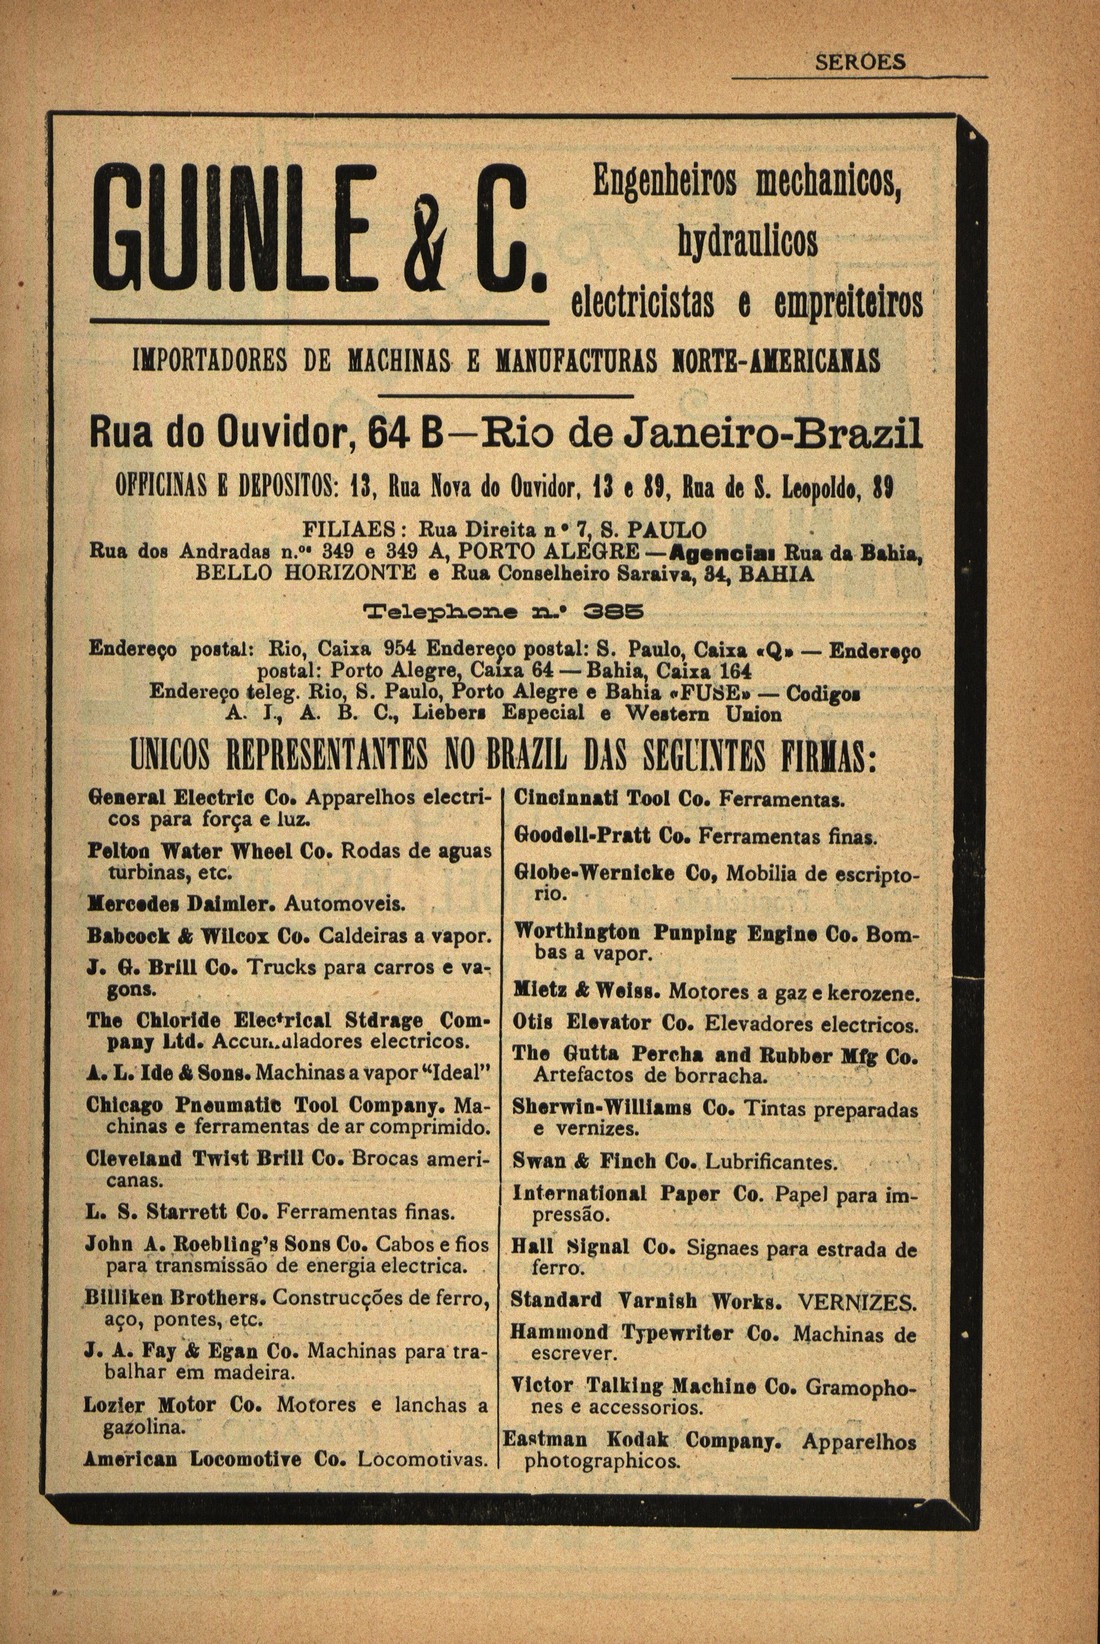 SERÕES
GUINLE & C.
Engenheiros mechanicos,
hydraulicos
electricistas e empreiteiros
IMPORTADORES DE MACHINAS E MANUFACTURAS NORTE-AMERICANAS
Rua do Ouvidor, 64 B—Rio de Janeiro-Brazil
OFFICINAS E DEPOSITOS: 13, Rua Nova do Ouvidor, 13 e 89, Rua de S. Leopoldo, 89
FILIAES: Rua Direita n.º 7, S. PAULO
Rua dos Andradas n.ºs 349 e 349 A, PORTO ALEGRE—Agencias Rua da Bahia,
BELLO HORIZONTE e Rua Conselheiro Saraiva, 34, BAHIA
Telephone n.º 385
Endereço postal: Rio, Caixa 954 Endereço postal: S. Paulo, Caixa «Q» — Endereço
postal: Porto Alegre, Caixa 64 — Bahia, Caixa 164
Endereço teleg. Rio, S. Paulo, Porto Alegre e Bahia «FUSE» — Codigos
A. I., A. B. C., Liebers Especial e Western Union
UNICOS REPRESENTANTES NO BRAZIL DAS SEGUINTES FIRMAS:
General Electric Co. Apparelhos electri-
cos para força e luz.
Pelton Water Wheel Co. Rodas de aguas
turbinas, etc.
Mercedes Daimler. Automoveis.
Babcock & Wilcox Co. Caldeiras a vapor.
J. G. Brill Co. Trucks para carros e va-
gons.
The Chloride Electrical Stdrage Com-
pany Ltd. Accumuladores electricos.
A. L. Ide & Sons. Machinas a vapor "Ideal"
Chicago Pneumatic Tool Company. Ma-
chinas e ferramentas de ar comprimido.
Cleveland Twist Brill Co. Brocas ameri-
canas.
L. S. Starrett Co. Ferramentas finas.
John A. Roebling's Sons Co. Cabos e fios
para transmissão de energia electrica.
Billiken Brothers. Construcções de ferro,
aço, pontes, etc.
J. A. Fay & Egan Co. Machinas para tra-
balhar em madeira.
Lozier Motor Co. Motores e lanchas a
gazolina.
American Locomotive Co. Locomotivas.
Cincinnati Tool Co. Ferramentas.
Goodell-Pratt Co. Ferramentas finas.
Globe-Wernicke Co, Mobilia de escripto-
rio.
Worthington Punping Engine Co. Bom-
bas a vapor.
Mietz & Weiss. Motores a gaz e kerozene.
Otis Elevator Co. Elevadores electricos.
The Gutta Percha and Rubber Mfg Co.
Artefactos de borracha.
Sherwin-Williams Co. Tintas preparadas
e vernizes.
Swan & Finch Co. Lubrificantes.
International Paper Co. Papel para im-
pressão.
Hall Signal Co. Signaes para estrada de
ferro.
Standard Varnish Works. VERNIZES.
Hammond Typewriter Co. Machinas de
escrever.
Victor Talking Machine Co. Gramopho-
nes e accessorios.
Eastman Kodak Company. Apparelhos
photographicos.